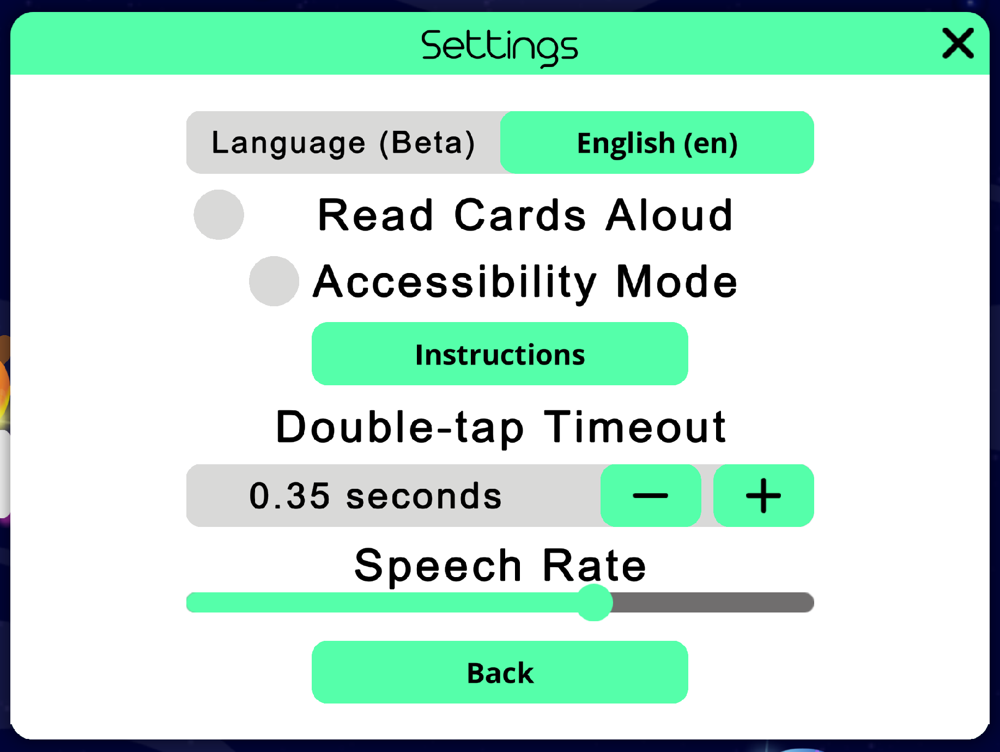 Settings
Language (Beta)
English (en)
Read Cards Aloud
Accessibility Mode
Instructions
Double-tap Timeout
0.35 seconds
Speech Rate
Back